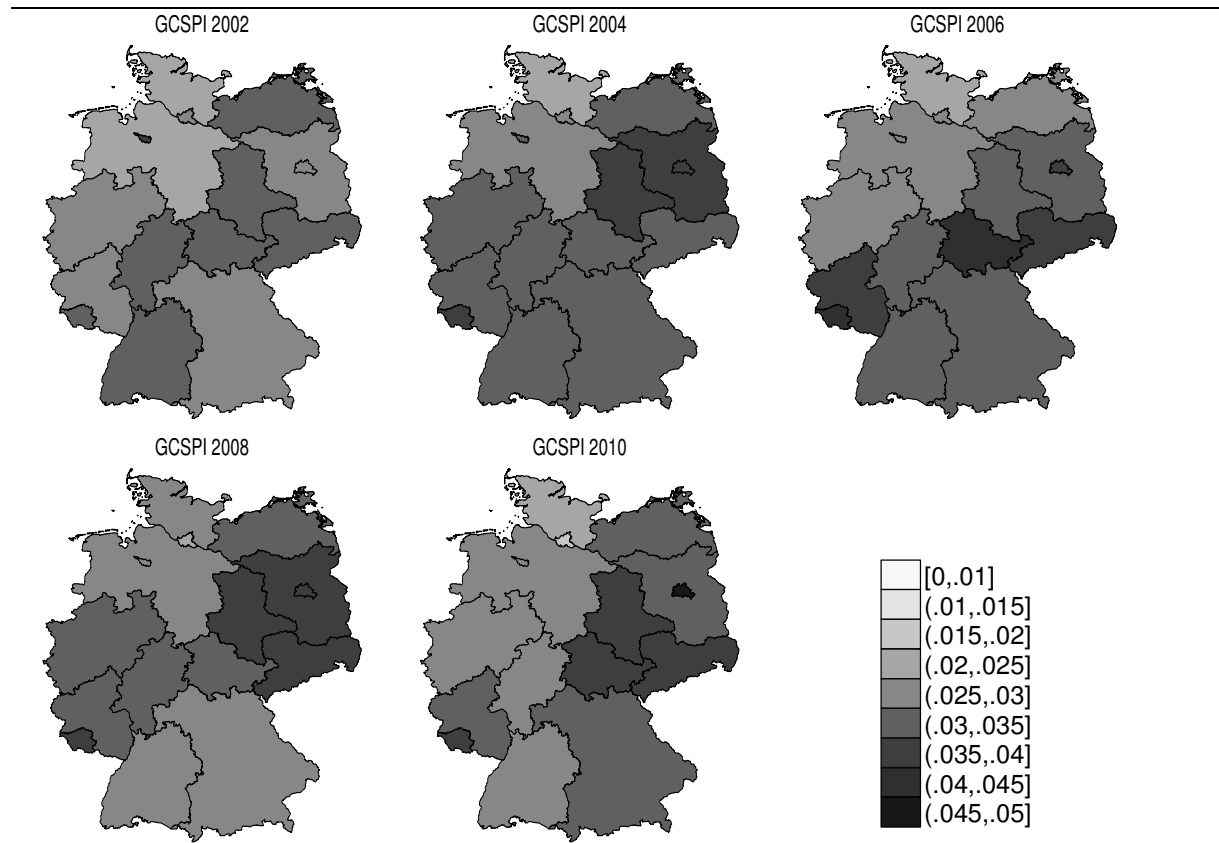 GCSPI 2002
GCSPI 2004
GCSPI 2006
GCSPI 2008
GCSPI 2010
[0,.01]
(.01,.015]
(.015,.02]
(.02,.025]
(.025,.03]
(.03,.035]
(.035,.04]
(.04,.045]
(.045,.05]